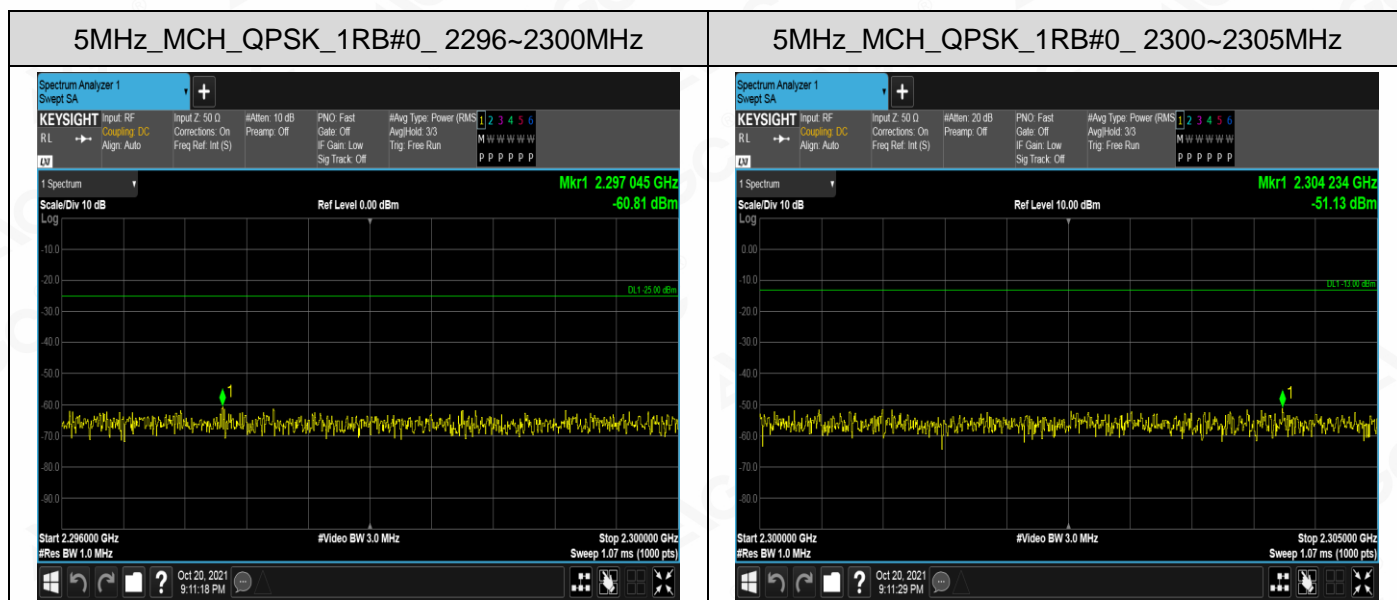 5MHz_MCH_QPSK_1RB#0_ 2296~2300MHz
Spectrum Analyzer 1
Swept SA
KEYSIGHT
RL
LXI
Input: RF
Coupling: DC
Align: Auto
Input Z: 50 Ω
Corrections: On
Freq Ref: Int (S)
#Atten: 10 dB
Preamp: Off
PNO: Fast
Gate: Off
IF Gain: Low
Sig Track: Off
#Avg Type: Power (RMS
Avg|Hold: 3/3
Trig: Free Run
1 2 3 4 5 6
M W W W W W
P P P P P P
1 Spectrum
Mkr1 2.297 045 GHz
Scale/Div 10 dB
Ref Level 0.00 dBm
-60.81 dBm
Log
-10.0
-20.0
DL1 -25.00 dBm
-30.0
-40.0
-50.0
1
-60.0
-70.0
-80.0
-90.0
Start 2.296000 GHz
#Video BW 3.0 MHz
Stop 2.300000 GHz
#Res BW 1.0 MHz
Sweep 1.07 ms (1000 pts)
?
Oct 20, 2021
9:11:18 PM
5MHz_MCH_QPSK_1RB#0_ 2300~2305MHz
Spectrum Analyzer 1
Swept SA
KEYSIGHT
RL
LXI
Input: RF
Coupling: DC
Align: Auto
Input Z: 50 Ω
Corrections: On
Freq Ref: Int (S)
#Atten: 20 dB
Preamp: Off
PNO: Fast
Gate: Off
IF Gain: Low
Sig Track: Off
#Avg Type: Power (RMS
Avg|Hold: 3/3
Trig: Free Run
1 2 3 4 5 6
M W W W W W
P P P P P P
1 Spectrum
Mkr1 2.304 234 GHz
Scale/Div 10 dB
Ref Level 10.00 dBm
-51.13 dBm
Log
0.00
-10.0
DL1 -13.00 dBm
-20.0
-30.0
-40.0
1
-50.0
-60.0
-70.0
-80.0
Start 2.300000 GHz
#Video BW 3.0 MHz
Stop 2.305000 GHz
#Res BW 1.0 MHz
Sweep 1.07 ms (1000 pts)
?
Oct 20, 2021
9:11:29 PM